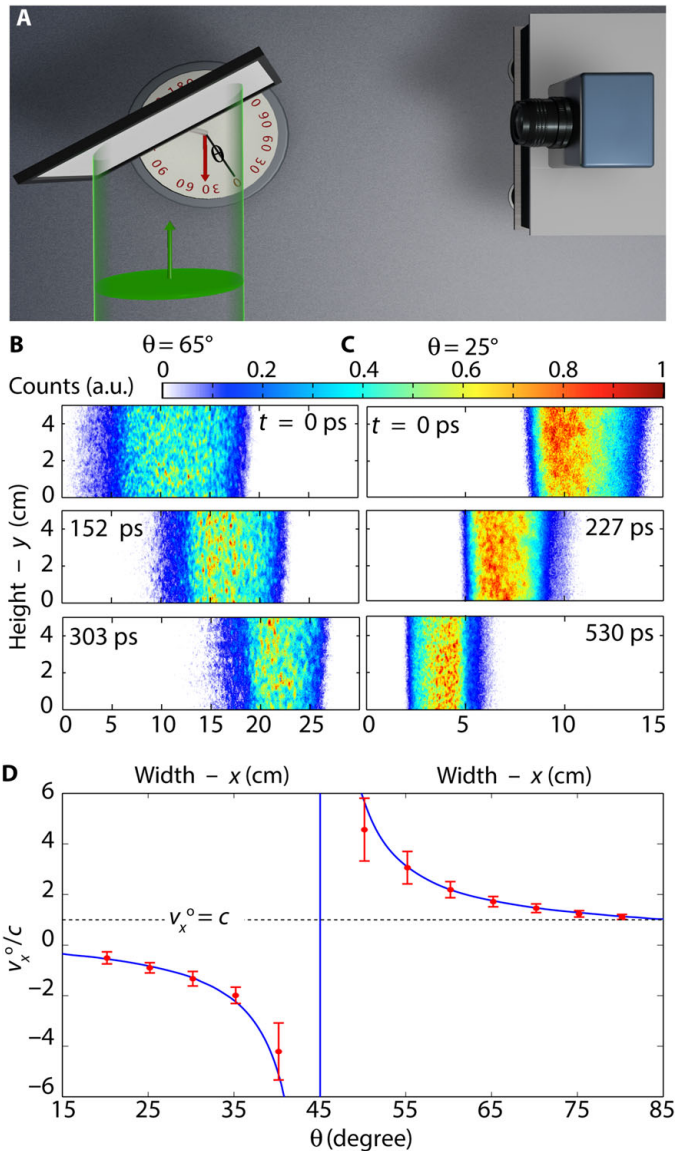 A
180
90
60
30
0
30
60
90
θ
B θ = 65° C θ = 25°
0 0.2 0.4 0.6 0.8 1
Counts (a.u.)
4
2
0
t = 0 ps
t = 0 ps
4
2
0
152 ps
227 ps
4
2
0
303 ps
530 ps
Height – y (cm)
0 5 10 15 20 25 0 5 10 15
D Width – x (cm) Width – x (cm)
6
4
2
0
-2
-4
-6
vₓᵒ = c
vₓᵒ/c
15 25 35 45 55 65 75 85
θ (degree)